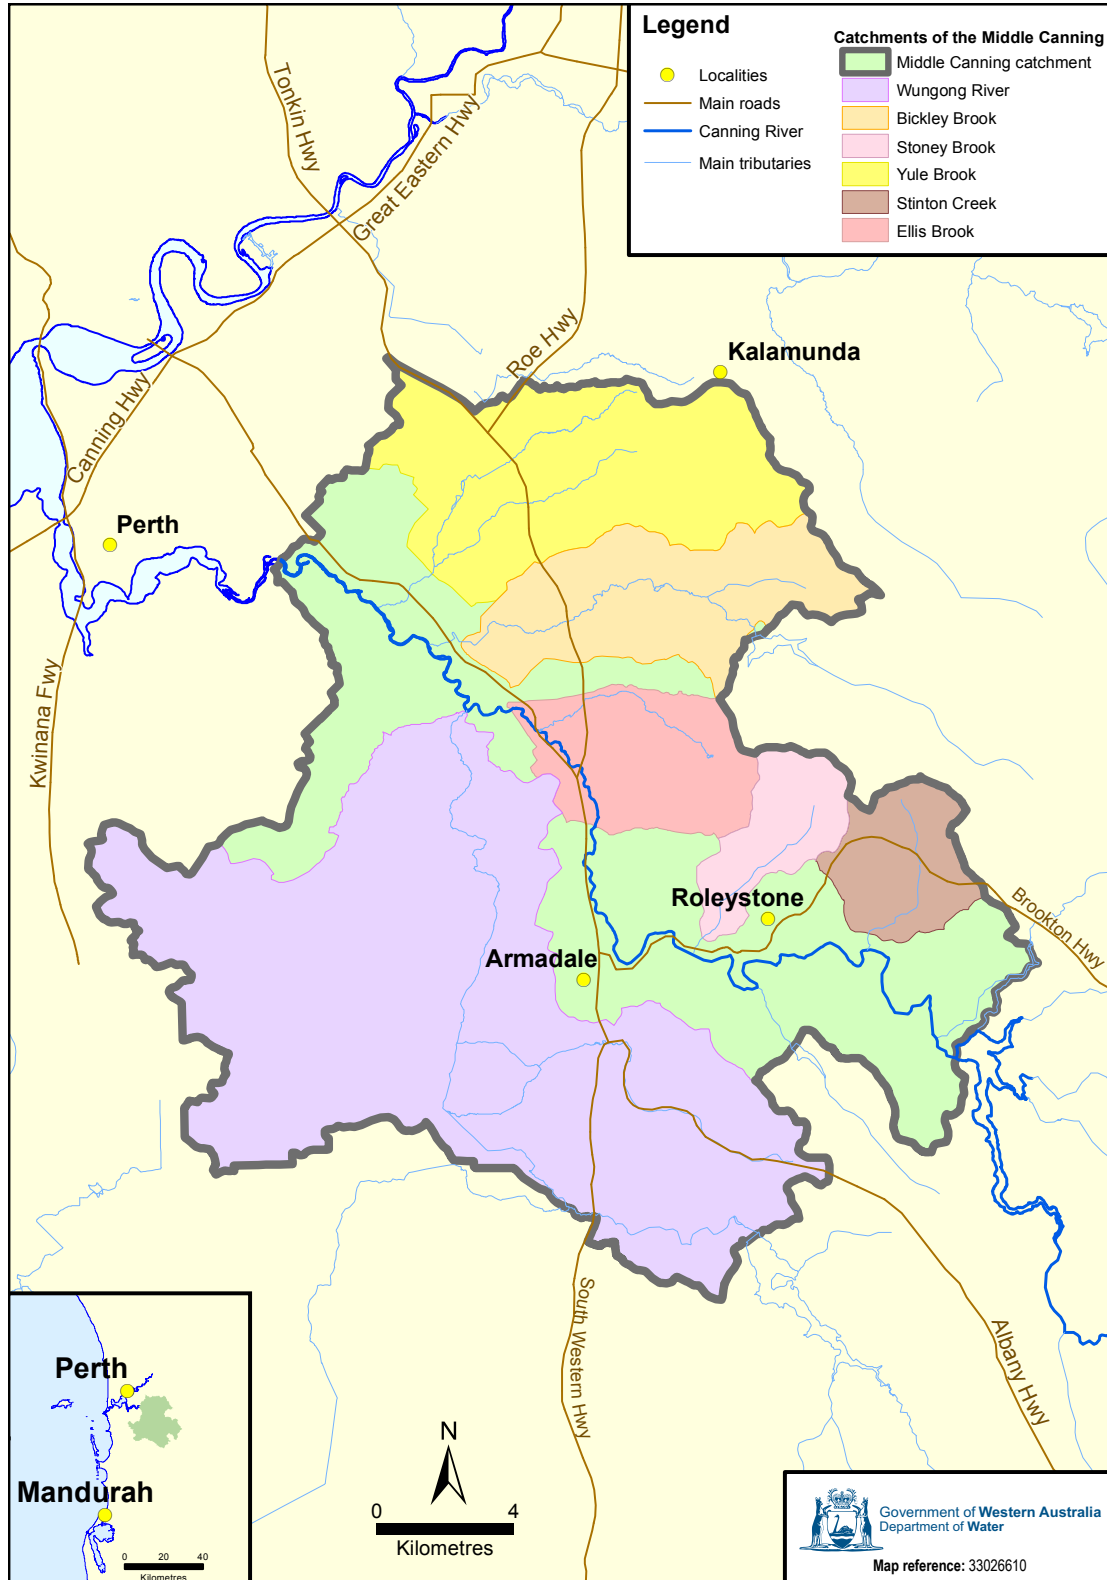 Legend
Localities
Main roads
Canning River
Main tributaries
Catchments of the Middle Canning
Middle Canning catchment
Wungong River
Bickley Brook
Stoney Brook
Yule Brook
Stinton Creek
Ellis Brook
Tonkin Hwy
Great Eastern Hwy
Roe Hwy
Kalamunda
Canning Hwy
Perth
Kwinana Fwy
Roleystone
Brookton Hwy
Armadale
South Western Hwy
Albany Hwy
Perth
Mandurah
0 20 40
Kilometres
N
0 4
Kilometres
Government of Western Australia
Department of Water
Map reference: 33026610